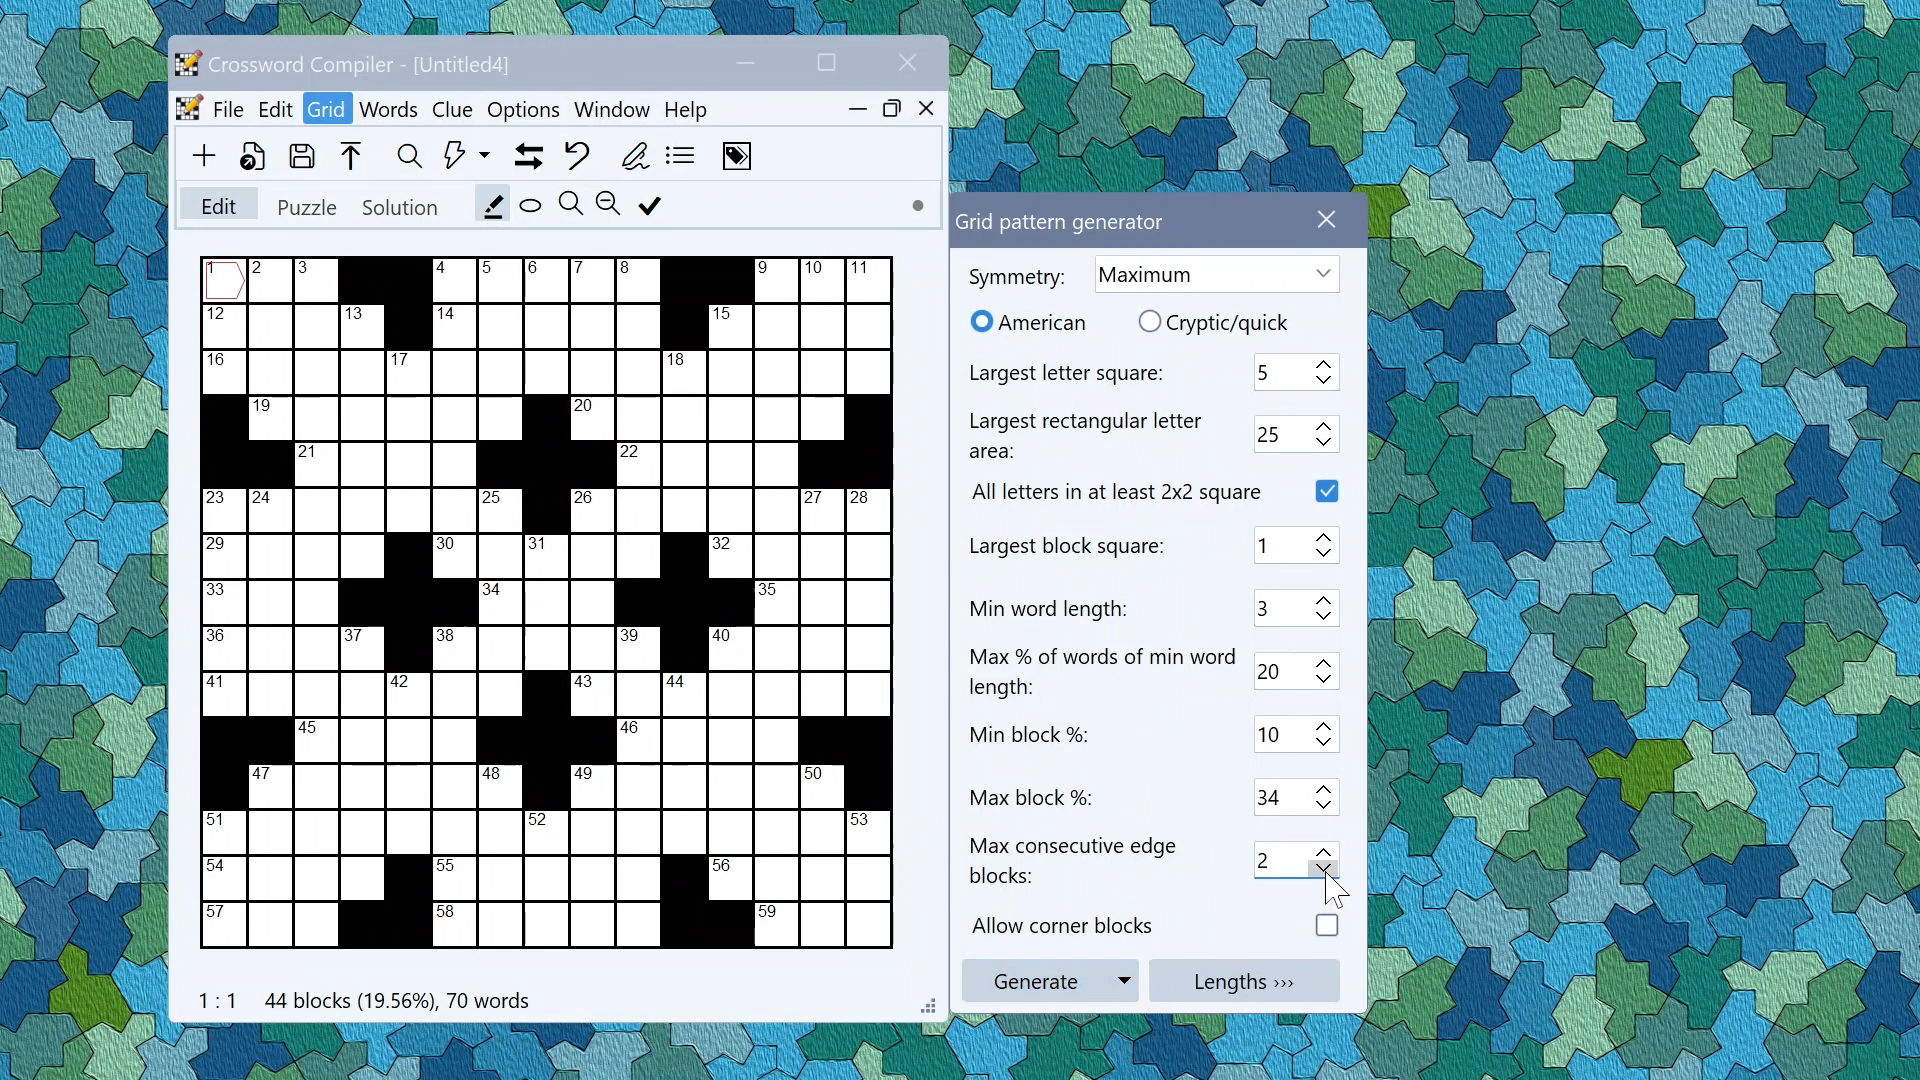 Crossword Compiler - [Untitled4]
File Edit Grid Words Clue Options Window Help
Edit Puzzle Solution
1 2 3 4 5 6 7 8 9 10 11
12 13 14 15
16 17 18
19 20
21 22
23 24 25 26 27 28
29 30 31 32
33 34 35
36 37 38 39 40
41 42 43 44
45 46
47 48 49 50
51 52 53
54 55 56
57 58 59
1 : 1 44 blocks (19.56%), 70 words
Grid pattern generator
Symmetry: Maximum
American Cryptic/quick
Largest letter square: 5
Largest rectangular letter
area: 25
All letters in at least 2x2 square
Largest block square: 1
Min word length: 3
Max % of words of min word
length: 20
Min block %: 10
Max block %: 34
Max consecutive edge
blocks: 2
Allow corner blocks
Generate Lengths ›››